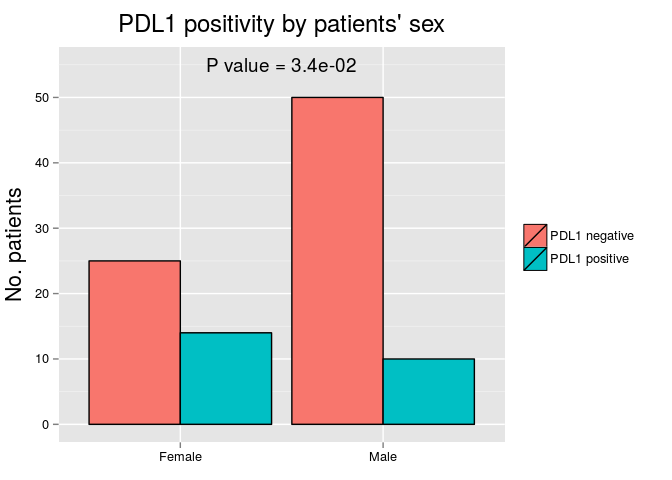 PDL1 positivity by patients' sex
P value = 3.4e-02
No. patients
50
40
30
20
10
0
Female
Male
PDL1 negative
PDL1 positive